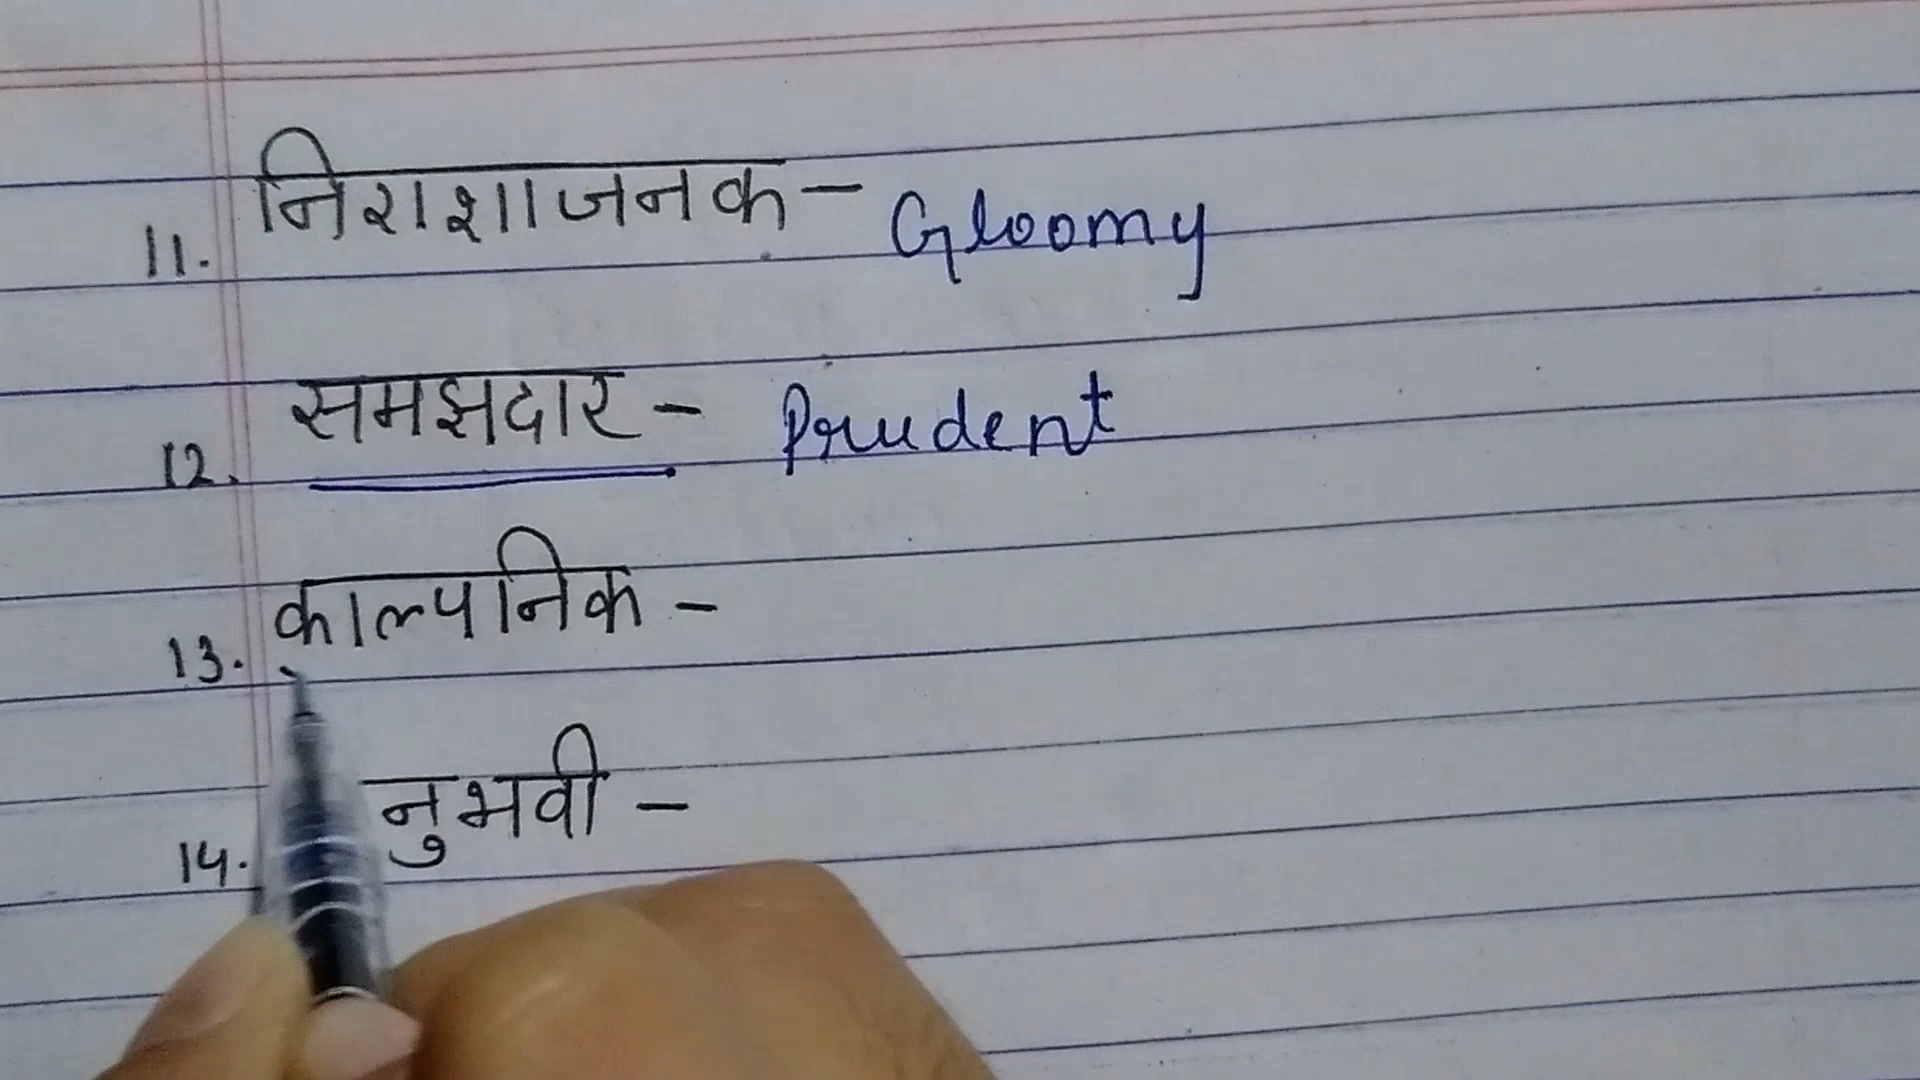 11. निराशाजनक - Gloomy
12. समझदार - Prudent
13. काल्पनिक -
14. नुभवी -